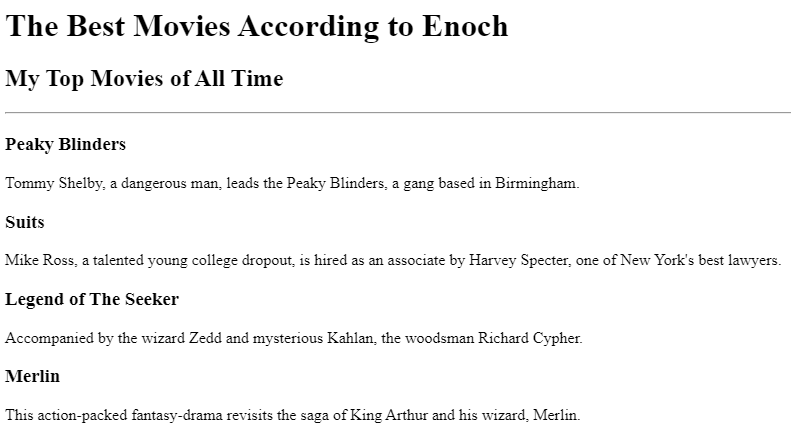 The Best Movies According to Enoch
My Top Movies of All Time
Peaky Blinders
Tommy Shelby, a dangerous man, leads the Peaky Blinders, a gang based in Birmingham.
Suits
Mike Ross, a talented young college dropout, is hired as an associate by Harvey Specter, one of New York's best lawyers.
Legend of The Seeker
Accompanied by the wizard Zedd and mysterious Kahlan, the woodsman Richard Cypher.
Merlin
This action-packed fantasy-drama revisits the saga of King Arthur and his wizard, Merlin.